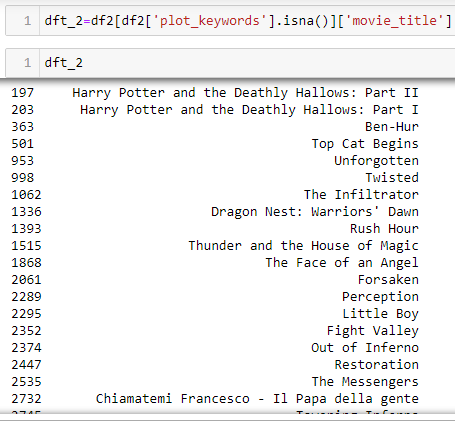 1 dft_2=df2[df2['plot_keywords'].isna()]['movie_title']
1 dft_2
197 Harry Potter and the Deathly Hallows: Part II
203 Harry Potter and the Deathly Hallows: Part I
363 Ben-Hur
501 Top Cat Begins
953 Unforgotten
998 Twisted
1062 The Infiltrator
1336 Dragon Nest: Warriors' Dawn
1393 Rush Hour
1515 Thunder and the House of Magic
1868 The Face of an Angel
2061 Forsaken
2289 Perception
2295 Little Boy
2352 Fight Valley
2374 Out of Inferno
2447 Restoration
2535 The Messengers
2732 Chiamatemi Francesco - Il Papa della gente